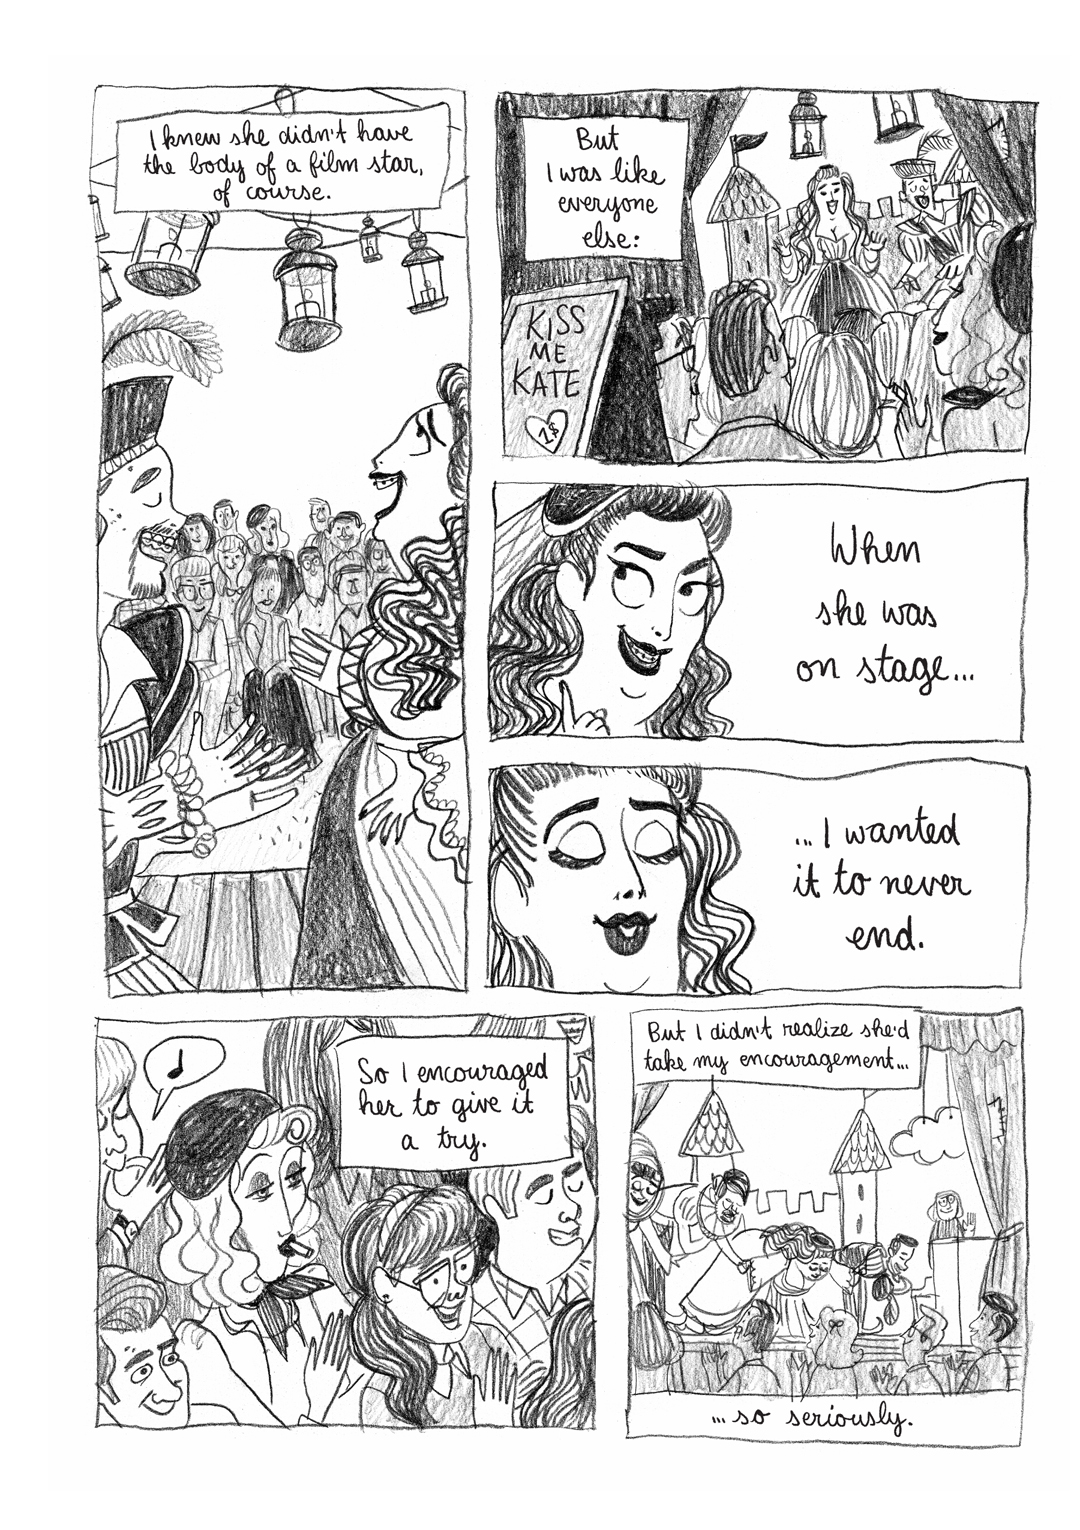 I knew she didn't have
the body of a film star,
of course.
But
I was like
everyone
else:
KISS
ME
KATE
When
she was
on stage...
...I wanted
it to never
end.
So I encouraged
her to give it
a try.
But I didn't realize she'd
take my encouragement...
...so seriously.